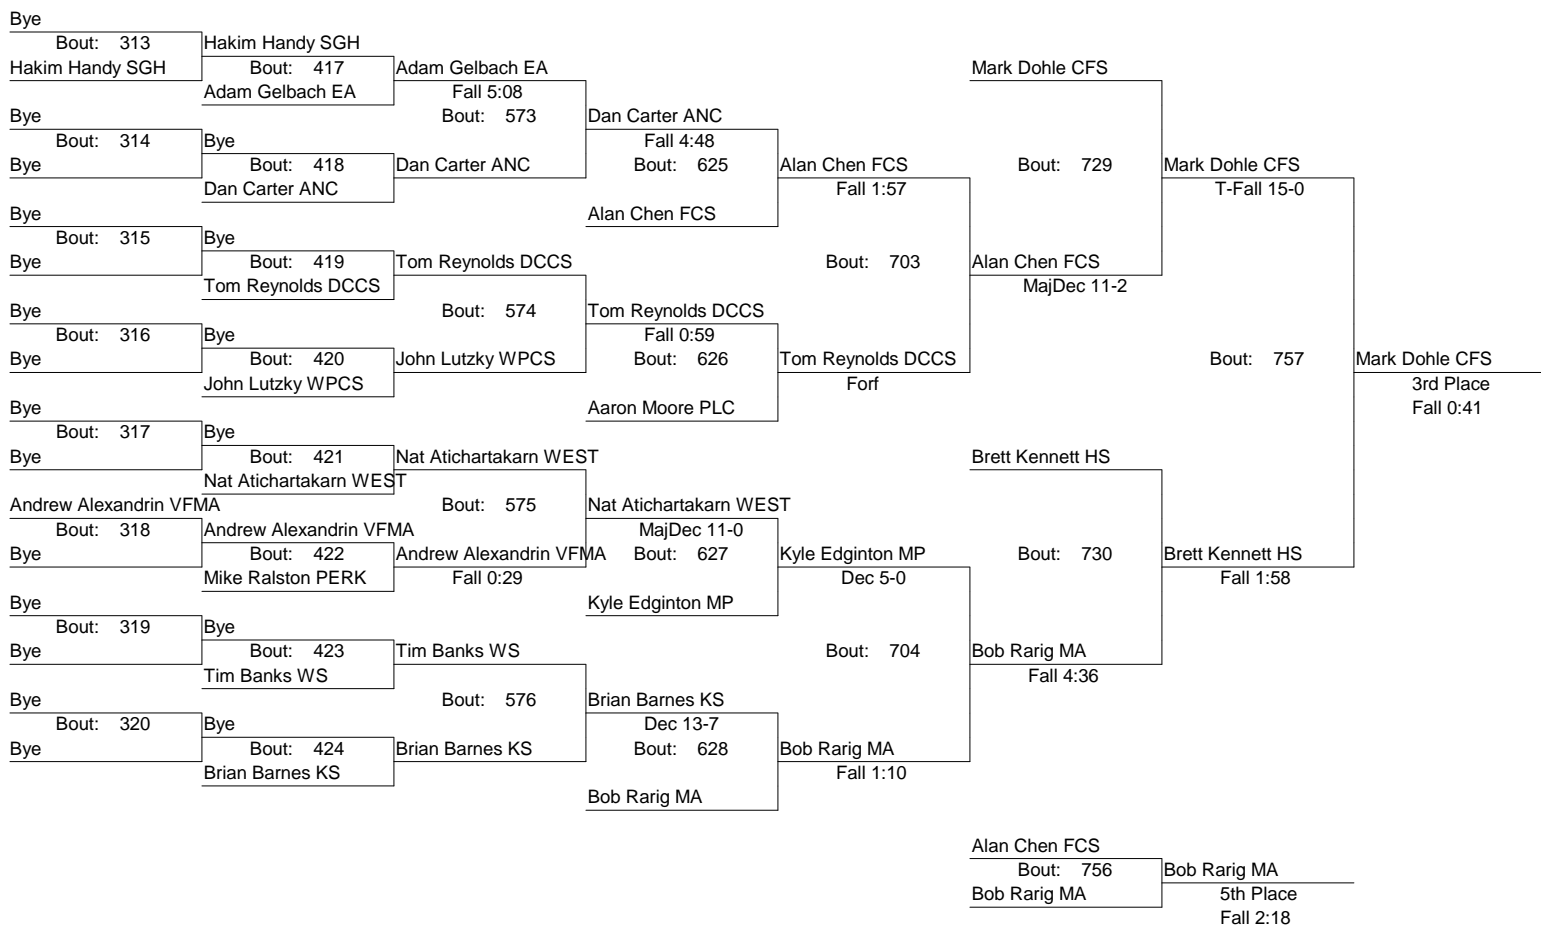 Bye
Bout: 313
Hakim Handy SGH
Hakim Handy SGH
Bout: 417
Adam Gelbach EA
Adam Gelbach EA
Fall 5:08
Mark Dohle CFS
Bye
Bout: 314
Bye
Bye
Bout: 418
Dan Carter ANC
Bout: 573
Dan Carter ANC
Dan Carter ANC
Fall 4:48
Bout: 625
Alan Chen FCS
Alan Chen FCS
Fall 1:57
Bout: 729
Mark Dohle CFS
T-Fall 15-0
Bye
Bout: 315
Bye
Bye
Bout: 419
Tom Reynolds DCCS
Tom Reynolds DCCS
Bout: 703
Alan Chen FCS
MajDec 11-2
Bye
Bout: 316
Bye
Bye
Bout: 420
John Lutzky WPCS
Bout: 574
John Lutzky WPCS
Tom Reynolds DCCS
Fall 0:59
Bout: 626
Aaron Moore PLC
Tom Reynolds DCCS
Forf
Bout: 757
Mark Dohle CFS
3rd Place
Fall 0:41
Bye
Bout: 317
Bye
Bye
Bout: 421
Nat Atichartakarn WEST
Nat Atichartakarn WEST
Brett Kennett HS
Andrew Alexandrin VFMA
Bout: 318
Bye
Andrew Alexandrin VFMA
Bout: 422
Mike Ralston PERK
Bout: 575
Andrew Alexandrin VFMA
Fall 0:29
Nat Atichartakarn WEST
MajDec 11-0
Bout: 627
Kyle Edginton MP
Kyle Edginton MP
Dec 5-0
Bout: 730
Brett Kennett HS
Fall 1:58
Bye
Bout: 319
Bye
Bye
Bout: 423
Tim Banks WS
Tim Banks WS
Bout: 704
Bob Rarig MA
Fall 4:36
Bye
Bout: 320
Bye
Bye
Bout: 424
Brian Barnes KS
Bout: 576
Brian Barnes KS
Brian Barnes KS
Dec 13-7
Bout: 628
Bob Rarig MA
Bob Rarig MA
Fall 1:10
Alan Chen FCS
Bout: 756
Bob Rarig MA
Bob Rarig MA
5th Place
Fall 2:18